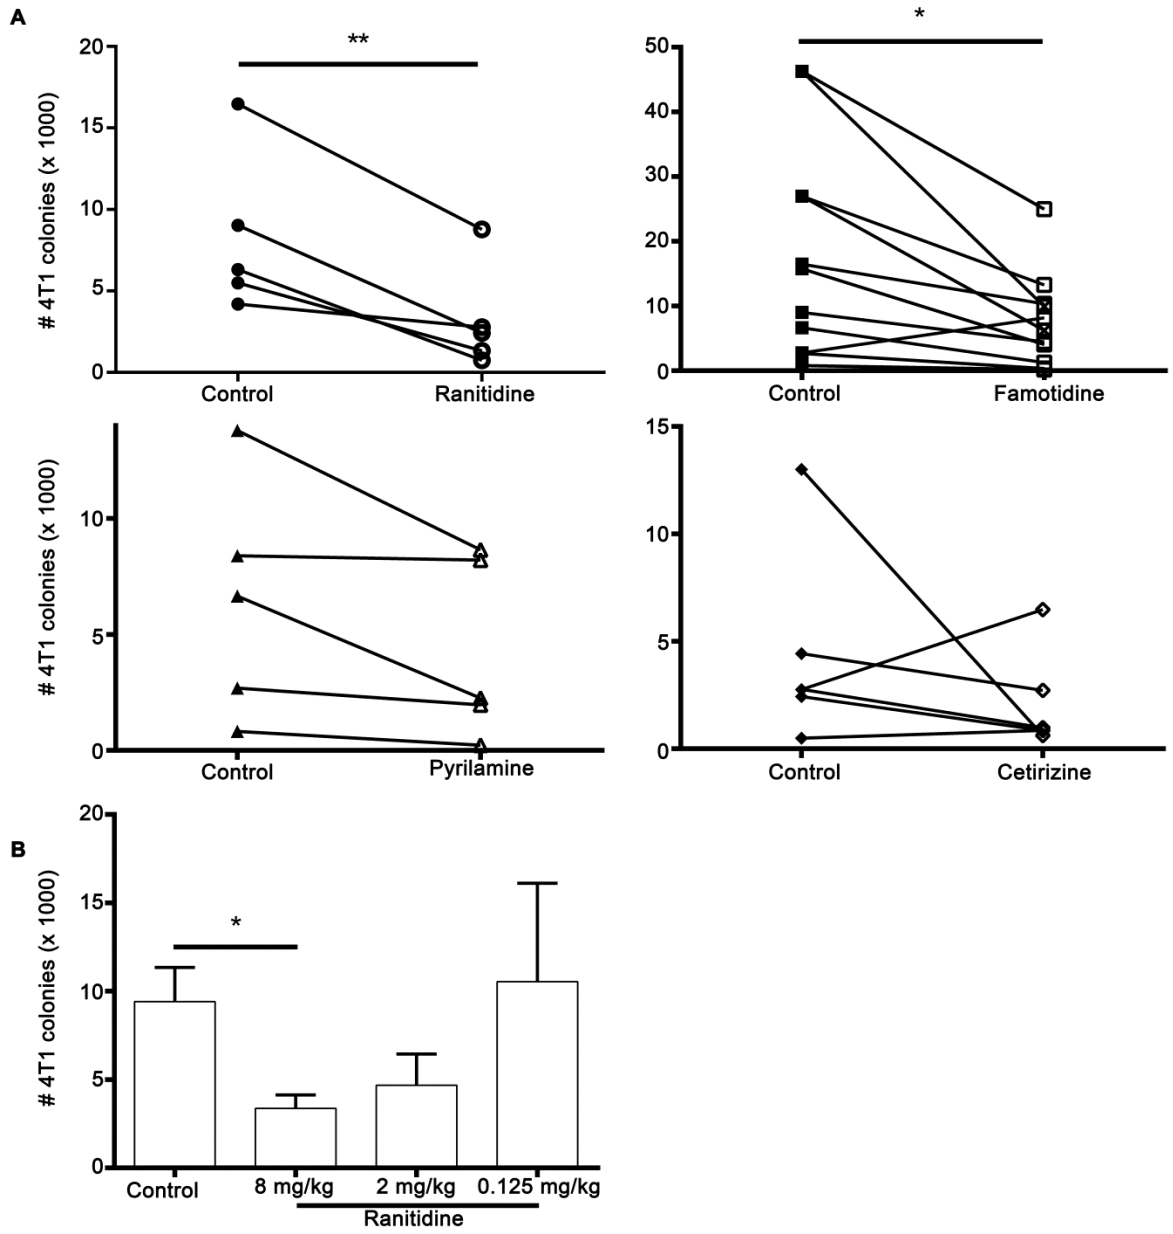 A
**
# 4T1 colonies (x 1000)
20
15
10
5
0
Control
Ranitidine
*
50
40
30
20
10
0
Control
Famotidine
# 4T1 colonies (x 1000)
10
5
0
Control
Pyrilamine
15
10
5
0
Control
Cetirizine
B
*
# 4T1 colonies (x 1000)
20
15
10
5
0
Control
8 mg/kg
2 mg/kg
0.125 mg/kg
Ranitidine